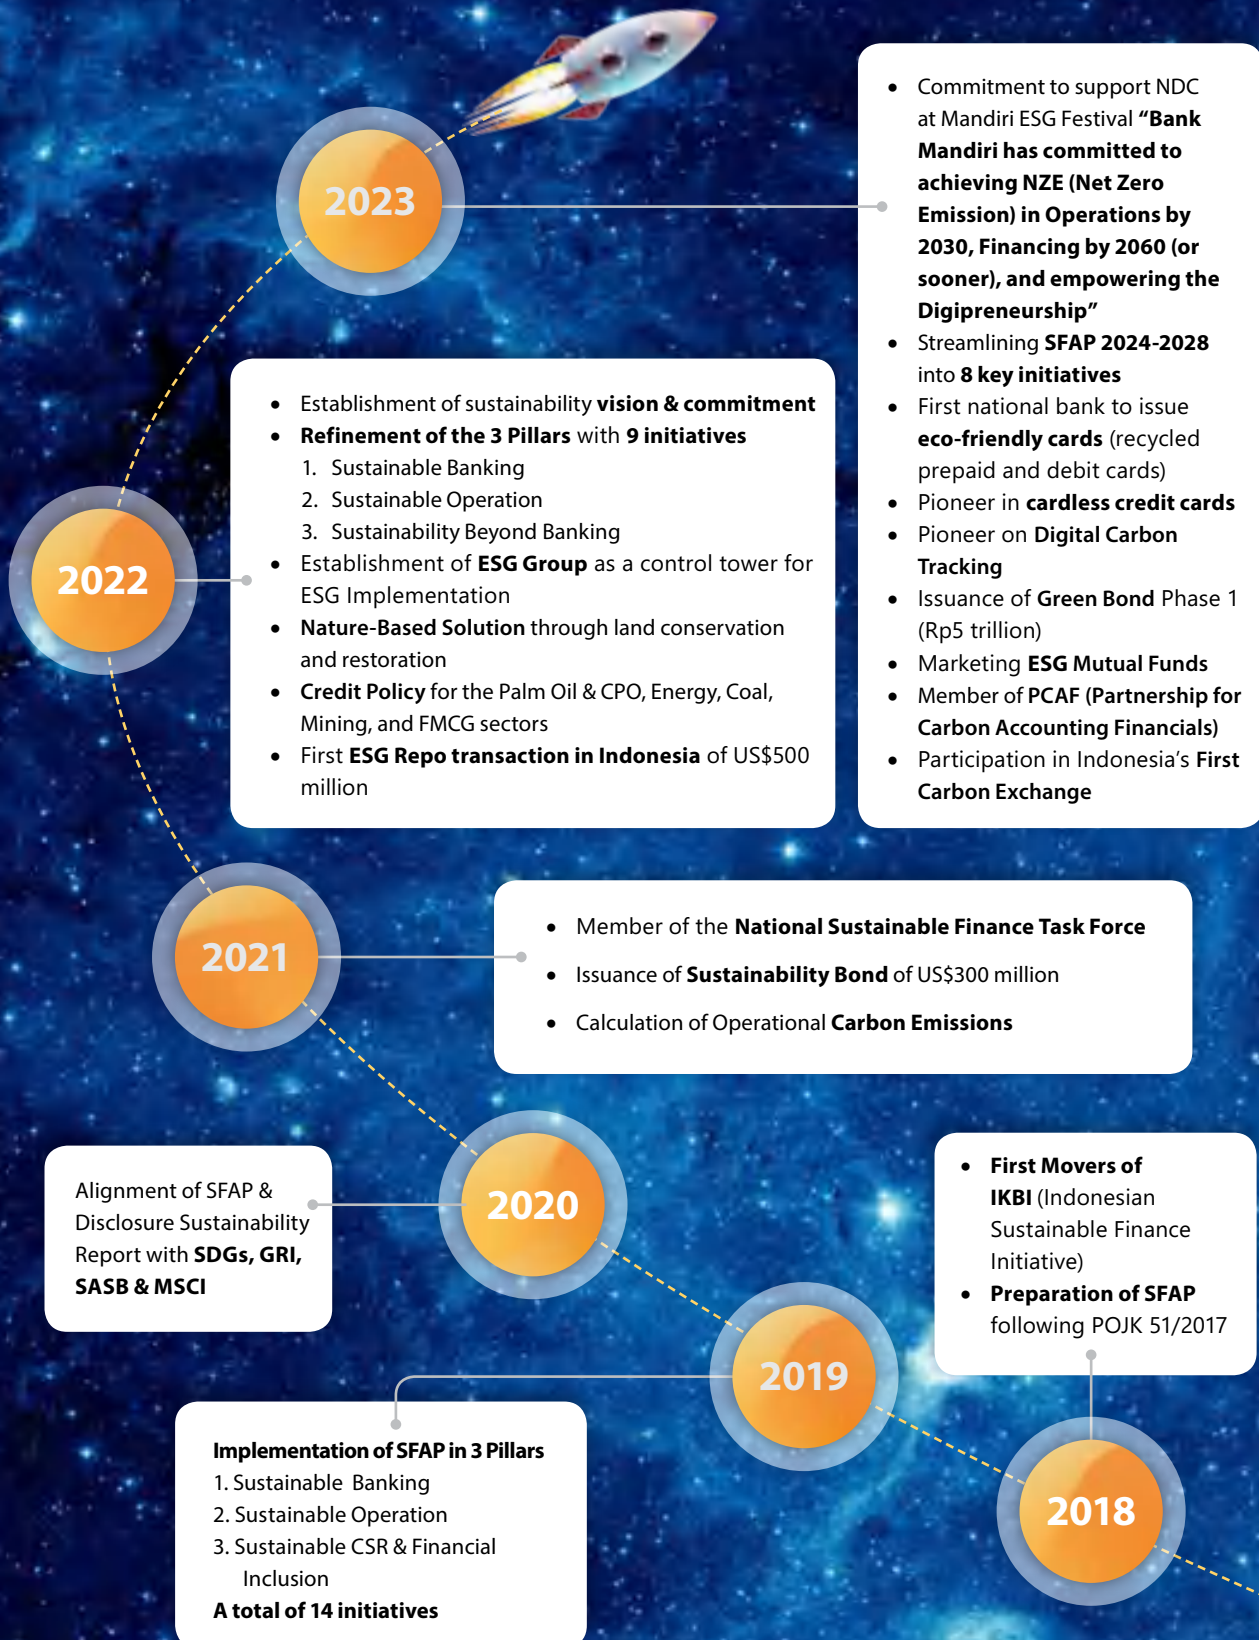 2023
• Commitment to support NDC
at Mandiri ESG Festival “Bank
Mandiri has committed to
achieving NZE (Net Zero
Emission) in Operations by
2030, Financing by 2060 (or
sooner), and empowering the
Digipreneurship”
• Streamlining SFAP 2024-2028
into 8 key initiatives
• First national bank to issue
eco-friendly cards (recycled
prepaid and debit cards)
• Pioneer in cardless credit cards
• Pioneer on Digital Carbon
Tracking
• Issuance of Green Bond Phase 1
(Rp5 trillion)
• Marketing ESG Mutual Funds
• Member of PCAF (Partnership for
Carbon Accounting Financials)
• Participation in Indonesia’s First
Carbon Exchange
2022
• Establishment of sustainability vision & commitment
• Refinement of the 3 Pillars with 9 initiatives
1. Sustainable Banking
2. Sustainable Operation
3. Sustainability Beyond Banking
• Establishment of ESG Group as a control tower for
ESG Implementation
• Nature-Based Solution through land conservation
and restoration
• Credit Policy for the Palm Oil & CPO, Energy, Coal,
Mining, and FMCG sectors
• First ESG Repo transaction in Indonesia of US$500
million
2021
• Member of the National Sustainable Finance Task Force
• Issuance of Sustainability Bond of US$300 million
• Calculation of Operational Carbon Emissions
2020
Alignment of SFAP &
Disclosure Sustainability
Report with SDGs, GRI,
SASB & MSCI
2019
Implementation of SFAP in 3 Pillars
1. Sustainable Banking
2. Sustainable Operation
3. Sustainable CSR & Financial
Inclusion
A total of 14 initiatives
• First Movers of
IKBI (Indonesian
Sustainable Finance
Initiative)
• Preparation of SFAP
following POJK 51/2017
2018